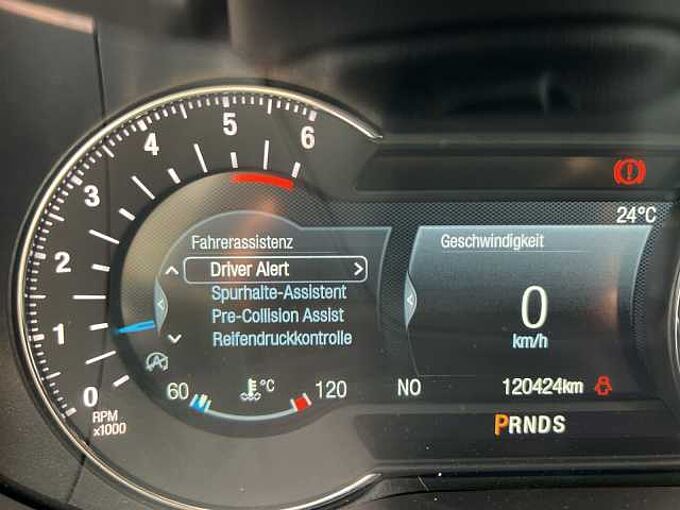 6
5
4
3
2
1
0
RPM
x1000
24°C
Fahrerassistenz
Driver Alert
Spurhalte-Assistent
Pre-Collision Assist
Reifendruckkontrolle
Geschwindigkeit
0
km/h
60 °C 120
NO 120424km
PRNDS